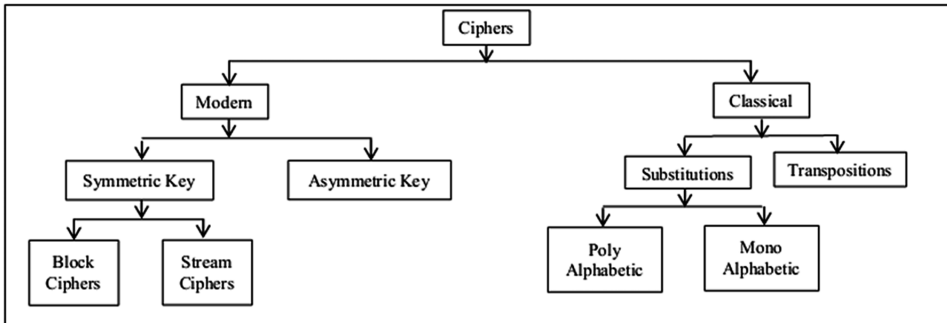 Ciphers
Modern
Classical
Symmetric Key
Asymmetric Key
Substitutions
Transpositions
Block
Ciphers
Stream
Ciphers
Poly
Alphabetic
Mono
Alphabetic